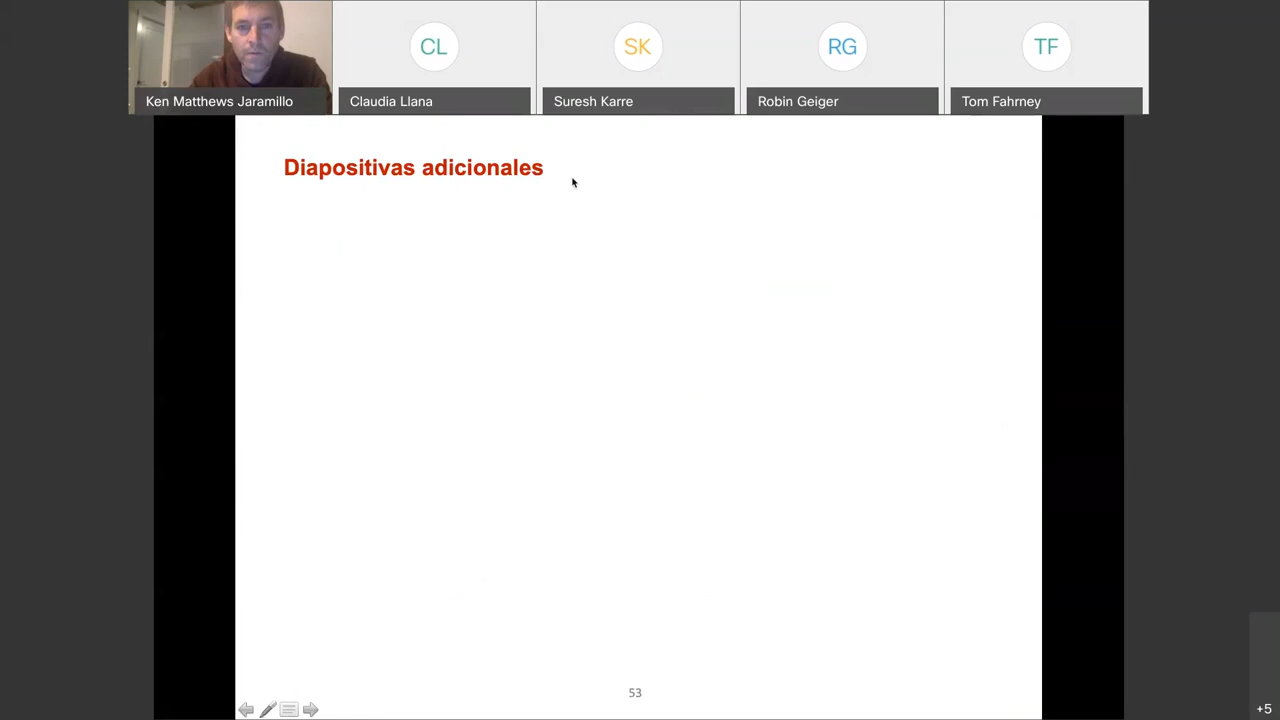 CL
SK
RG
TF
Ken Matthews Jaramillo
Claudia Llana
Suresh Karre
Robin Geiger
Tom Fahrney
Diapositivas adicionales
53
+5